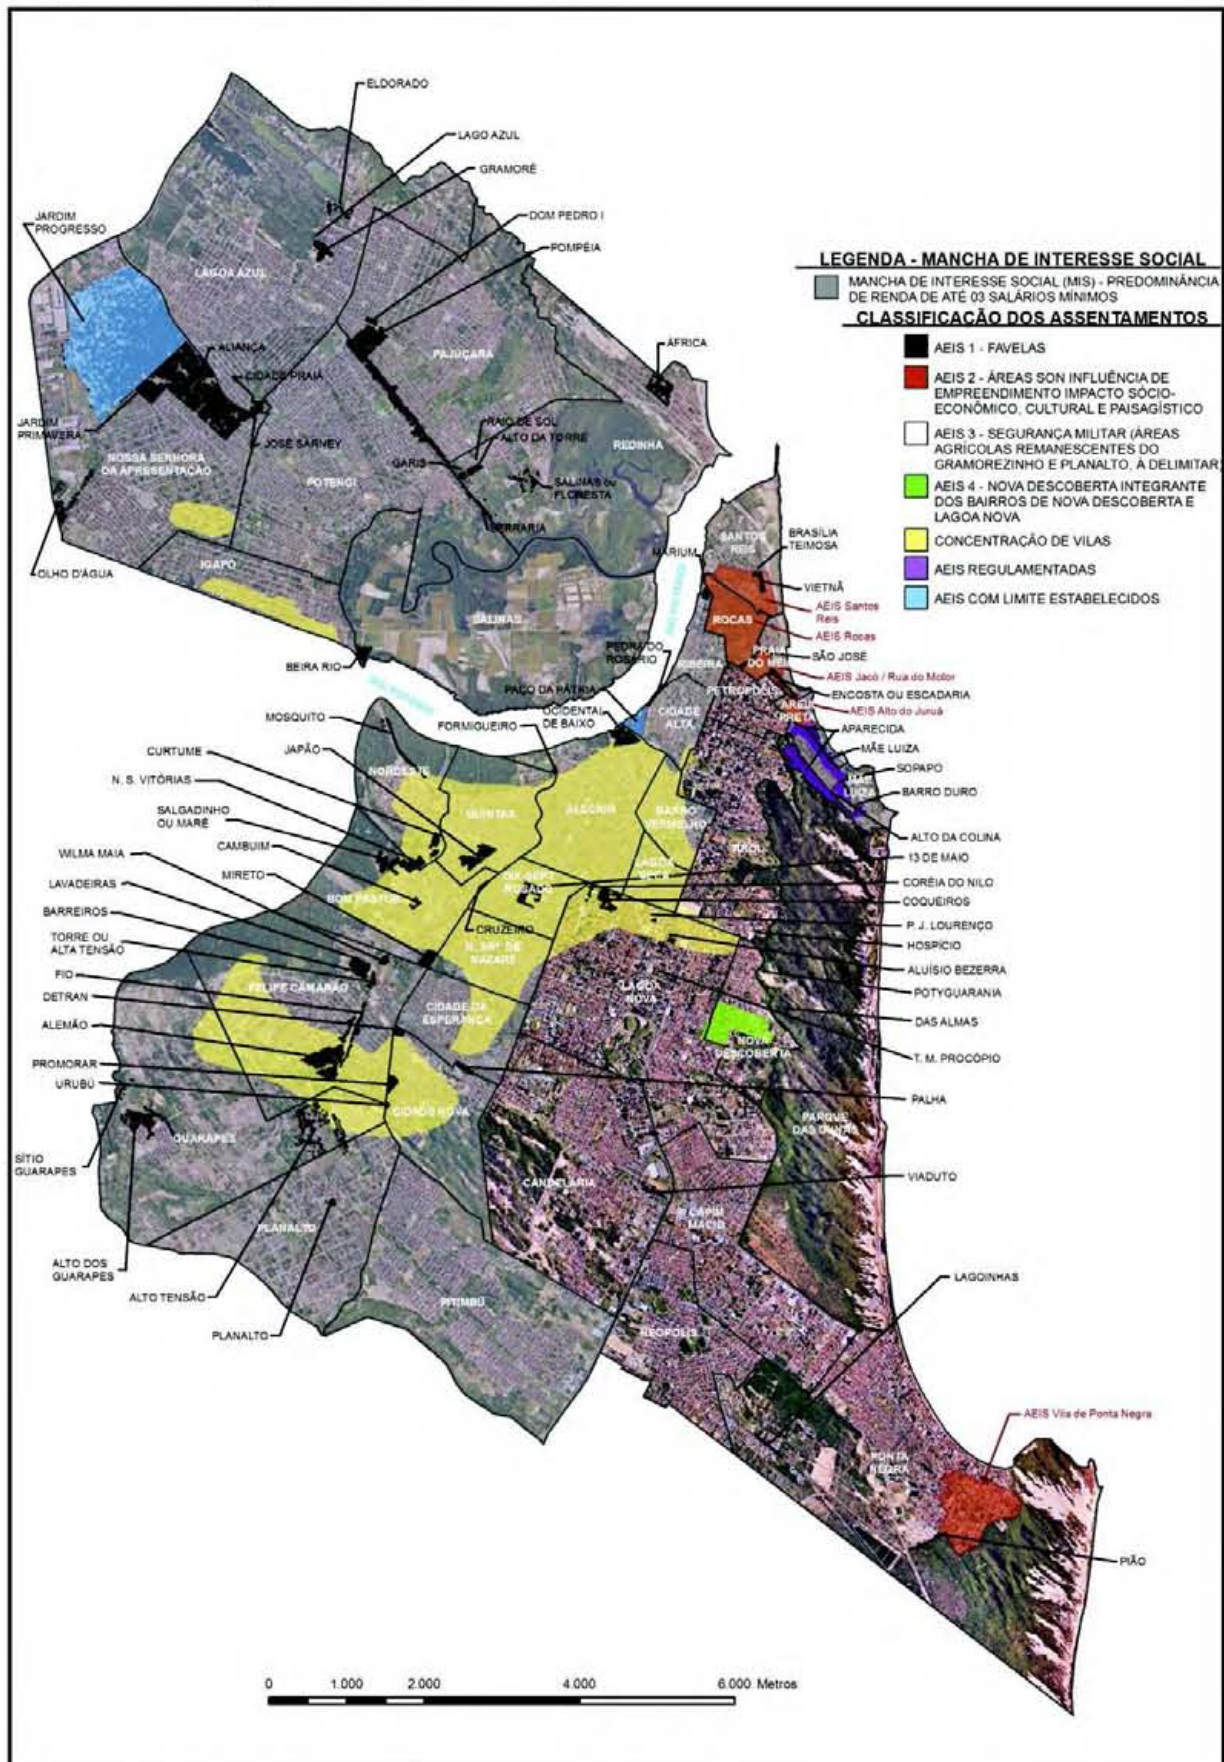 ELDORADO
LAGO AZUL
GRAMORÉ
DOM PEDRO I
POMPÉIA
JARDIM
PROGRESSO
LAGOA AZUL
LEGENDA - MANCHA DE INTERESSE SOCIAL
MANCHA DE INTERESSE SOCIAL (MIS) - PREDOMINÂNCIA
DE RENDA DE ATÉ 03 SALÁRIOS MÍNIMOS
CLASSIFICAÇÃO DOS ASSENTAMENTOS
AEIS 1 - FAVELAS
AEIS 2 - ÁREAS SON INFLUÊNCIA DE
EMPREENDIMENTO IMPACTO SÓCIO-
ECONÔMICO, CULTURAL E PAISAGÍSTICO
AEIS 3 - SEGURANÇA MILITAR (ÁREAS
AGRÍCOLAS REMANESCENTES DO
GRAMOREZINHO E PLANALTO, À DELIMITAR)
AEIS 4 - NOVA DESCOBERTA INTEGRANTE
DOS BAIRROS DE NOVA DESCOBERTA E
LAGOA NOVA
CONCENTRAÇÃO DE VILAS
AEIS REGULAMENTADAS
AEIS COM LIMITE ESTABELECIDOS
ALIANÇA
CIDADE PRAIA
PAJUÇARA
ÁFRICA
JARDIM
PRIMAVERA
JOSÉ SARNEY
NOSSA SENHORA
DA APRESENTAÇÃO
POTENGI
RAIO DE SOL
ALTO DA TORRE
GARIS
REDINHA
SALINAS ou
FLORESTA
FERRARIA
OLHO D'ÁGUA
IGAPÓ
SALINAS
BEIRA RIO
SANTOS
REIS
BRASÍLIA
TEIMOSA
MARIUM
VIETNÃ
AEIS Santos
Reis
ROCAS
AEIS Rocas
PRAIA
DO MEIO
SÃO JOSÉ
AEIS Jacó / Rua do Motor
ENCOSTA OU ESCADARIA
AEIS Alto do Juruá
PEDRA DO
ROSÁRIO
RIBEIRA
PETRÓPOLIS
AREIA
PRETA
PAÇO DA PÁTRIA
CIDADE
ALTA
OCIDENTAL
DE BAIXO
APARECIDA
MÃE LUIZA
SOPAPO
MÃE
LUIZA
BARRO DURO
ALTO DA COLINA
MOSQUITO
FORMIGUEIRO
CURTUME
JAPÃO
N. S. VITÓRIAS
NORDESTE
SALGADINHO
OU MARÉ
QUINTAS
ALECRIM
BARRO
VERMELHO
CAMBUIM
WILMA MAIA
MIRETO
LAVADEIRAS
BARREIROS
TORRE OU
ALTA TENSÃO
FIO
DETRAN
ALEMÃO
PROMORAR
URUBÚ
BOM PASTOR
DIX-SEPT
ROSADO
LAGOA
SECA
TIROL
13 DE MAIO
CORÉIA DO NILO
COQUEIROS
P. J. LOURENÇO
HOSPÍCIO
ALUÍSIO BEZERRA
POTYGUARANIA
DAS ALMAS
T. M. PROCÓPIO
PALHA
CRUZEIRO
N. SRª DE
NAZARÉ
FELIPE CAMARÃO
CIDADE DA
ESPERANÇA
LAGOA
NOVA
NOVA
DESCOBERTA
CIDADE NOVA
PARQUE
DAS DUNAS
GUARAPES
SÍTIO
GUARAPES
VIADUTO
CANDELÁRIA
CAPIM
MACIO
PLANALTO
ALTO DOS
GUARAPES
ALTO TENSÃO
PLANALTO
PITIMBÚ
LAGOINHAS
NEÓPOLIS
AEIS Vila de Ponta Negra
PONTA
NEGRA
PIÃO
0 1.000 2.000 4.000 6.000 Metros